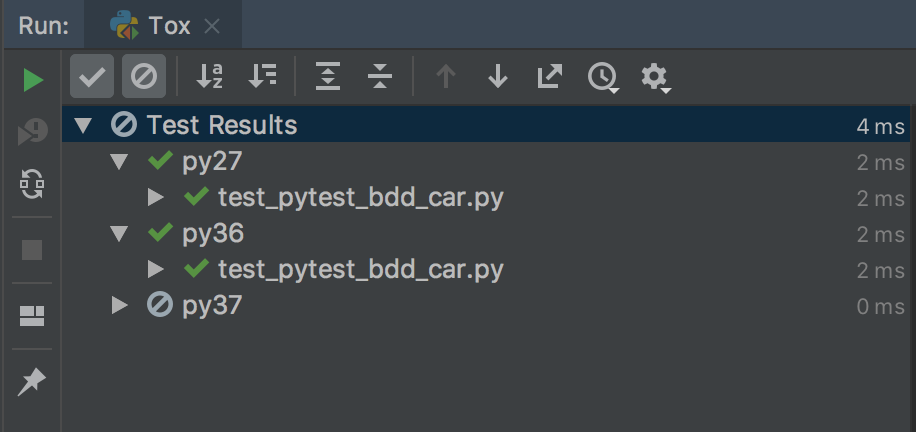 Run: Tox
Test Results 4 ms
py27 2 ms
test_pytest_bdd_car.py 2 ms
py36 2 ms
test_pytest_bdd_car.py 2 ms
py37 0 ms